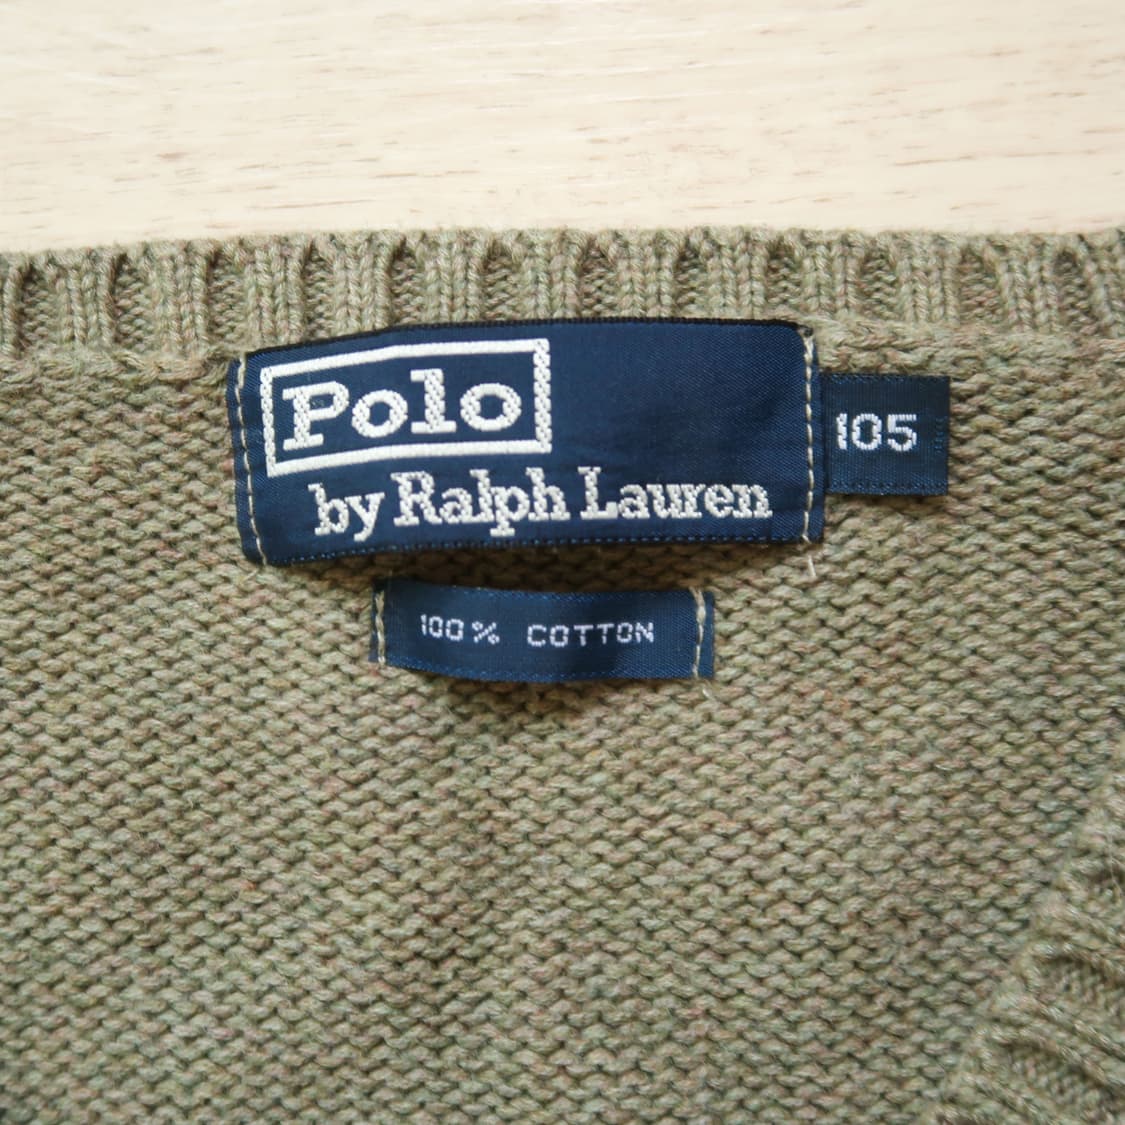 Polo
by Ralph Lauren
105
100% COTTON